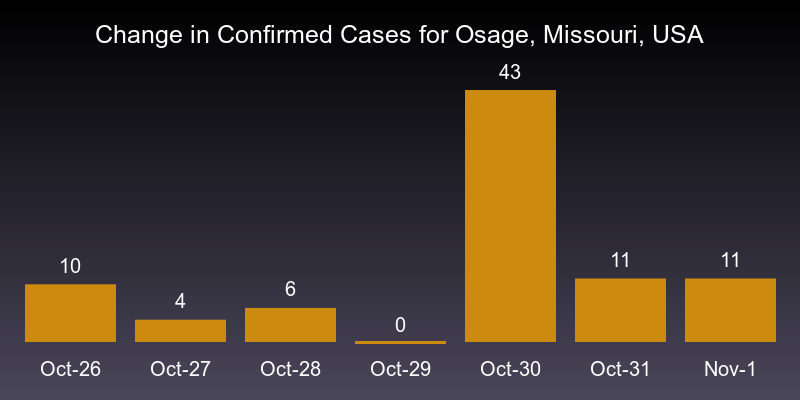 Change in Confirmed Cases for Osage, Missouri, USA
43
10
4
6
0
11
11
Oct-26
Oct-27
Oct-28
Oct-29
Oct-30
Oct-31
Nov-1